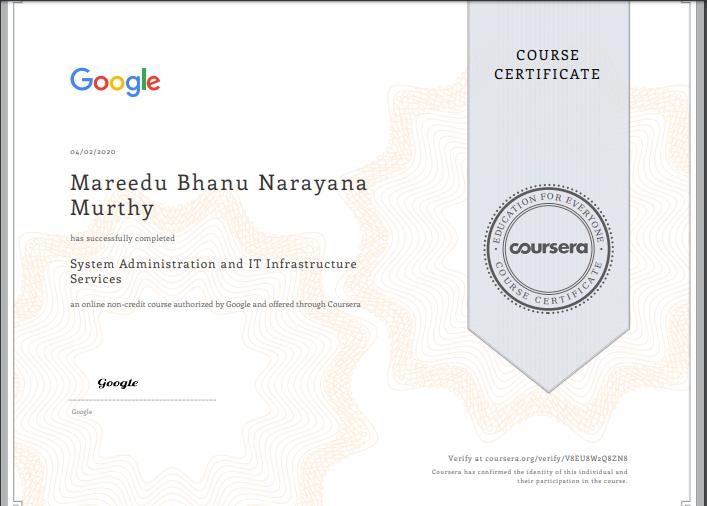 COURSE
CERTIFICATE
Google
04/02/2020
Mareedu Bhanu Narayana
Murthy
has successfully completed
System Administration and IT Infrastructure
Services
an online non-credit course authorized by Google and offered through Coursera
EDUCATION FOR EVERYONE
coursera
COURSE CERTIFICATE
Google
Google
Verify at coursera.org/verify/V8EU8W2Q8ZN8
Coursera has confirmed the identity of this individual and
their participation in the course.